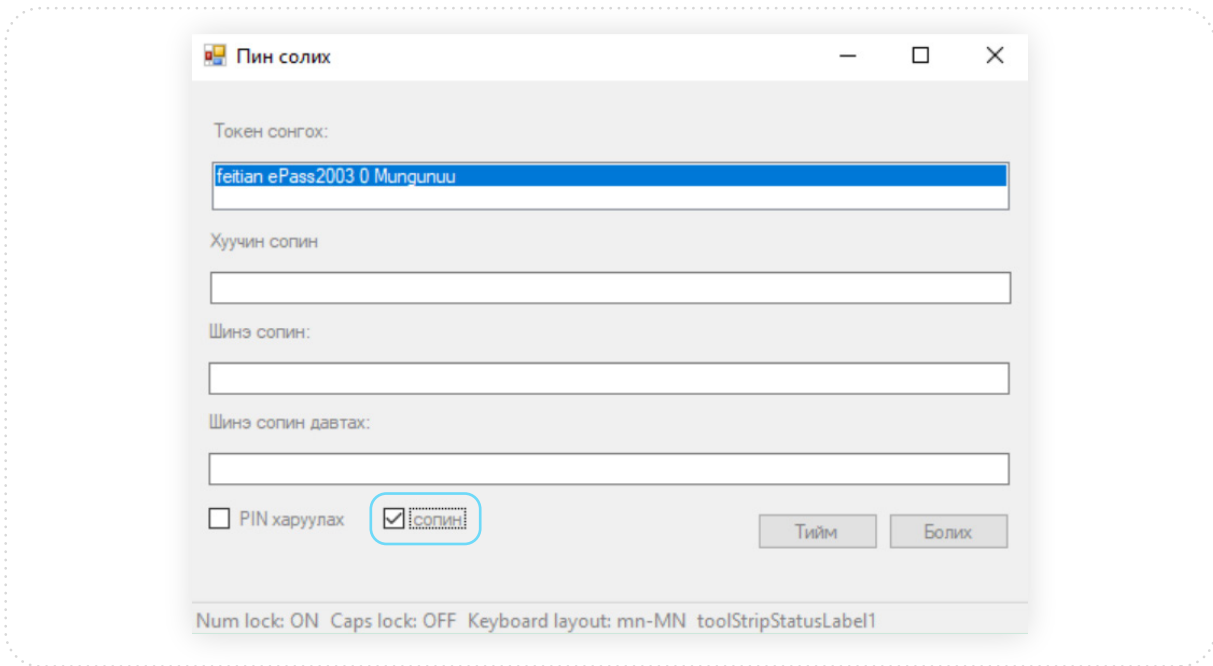 Пин солих
Токен сонгох:
feitian ePass2003 0 Mungunuu
Хуучин сопин
Шинэ сопин:
Шинэ сопин давтах:
PIN харуулах сопин
Тийм Болих
Num lock: ON Caps lock: OFF Keyboard layout: mn-MN toolStripStatusLabel1